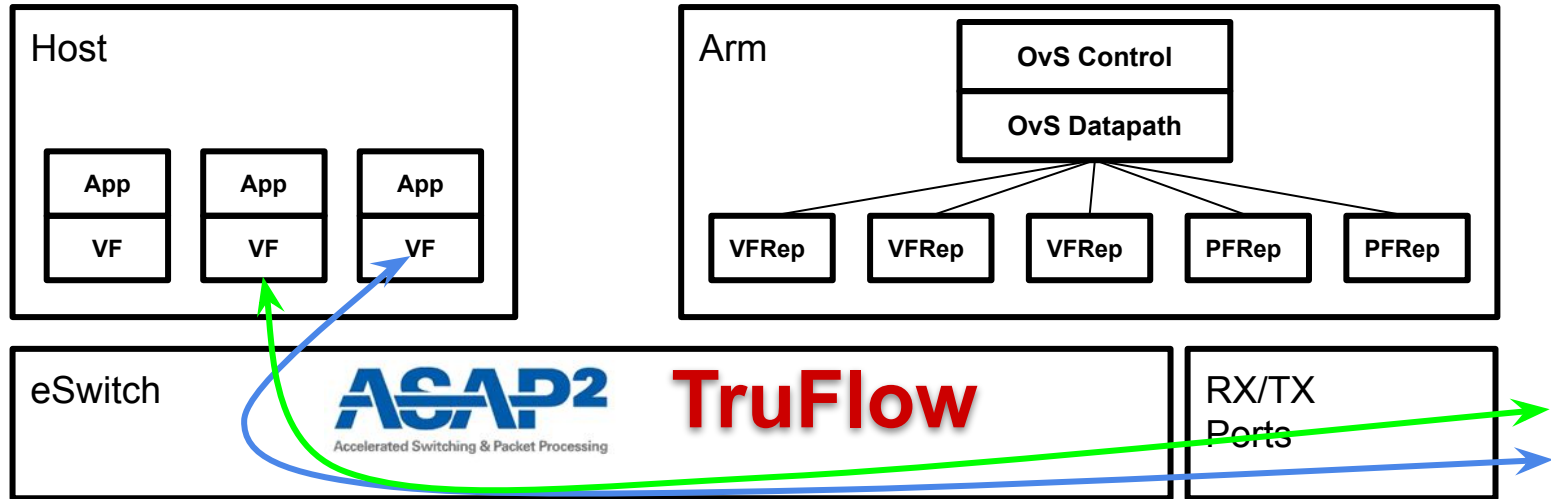 Host
App
App
App
VF
VF
VF
Arm
OvS Control
OvS Datapath
VFRep
VFRep
VFRep
PFRep
PFRep
eSwitch
ASAP2
Accelerated Switching & Packet Processing
TruFlow
RX/TX
Ports